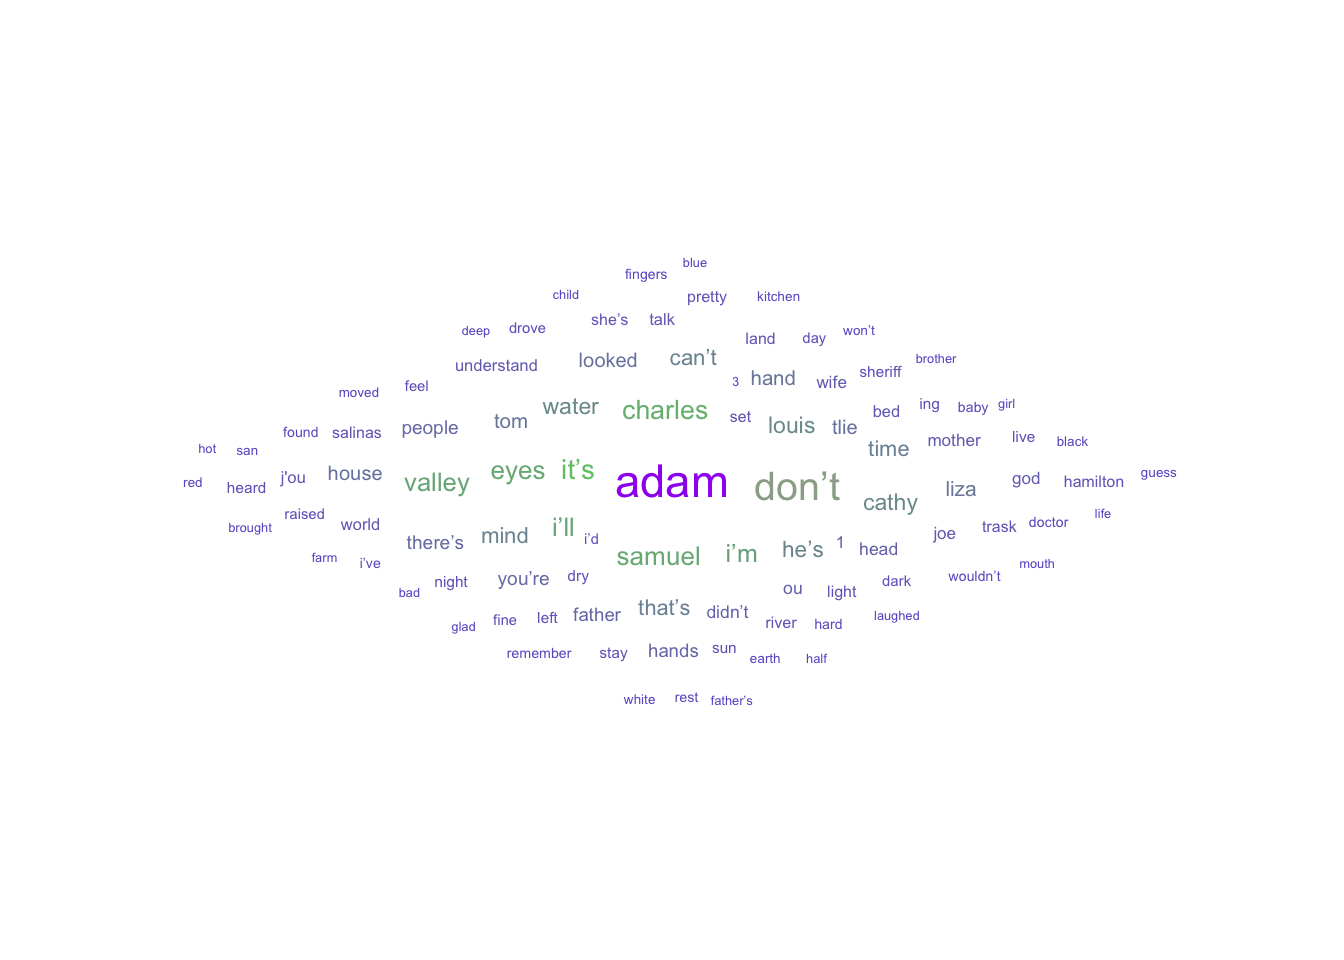 blue
fingers
child pretty kitchen
she’s talk
deep drove land day won’t
understand looked can’t brother
moved feel 3 hand wife sheriff
water charles set bed ing baby girl
found salinas people tom louis tlie mother live black
hot san time
red heard j'ou house valley eyes it’s adam don’t cathy liza god hamilton guess
brought raised world mind i’ll joe trask doctor life
farm i’ve there’s i’d samuel i’m he’s 1 head wouldn’t mouth
bad night you’re dry ou light dark
glad fine left father that’s didn’t river hard laughed
remember stay hands sun earth half
white rest father’s